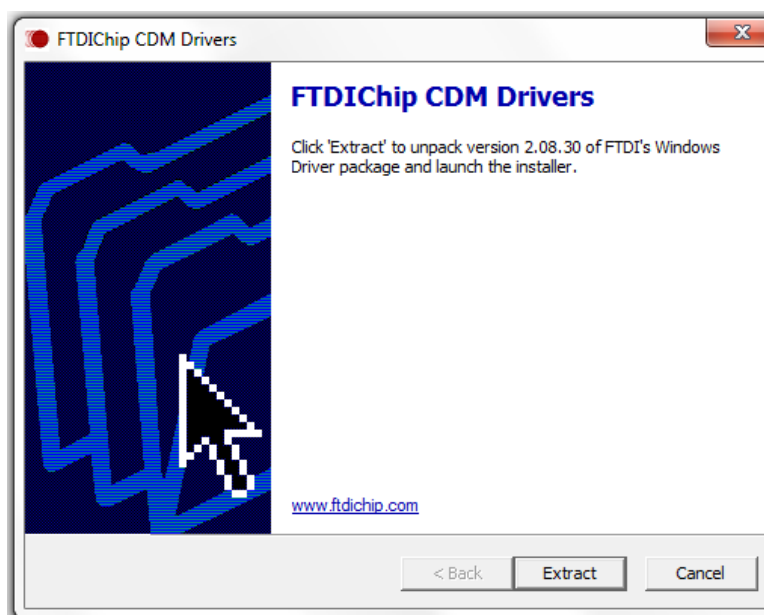 FTDIChip CDM Drivers
FTDIChip CDM Drivers
Click 'Extract' to unpack version 2.08.30 of FTDI's Windows
Driver package and launch the installer.
www.ftdichip.com
< Back Extract Cancel